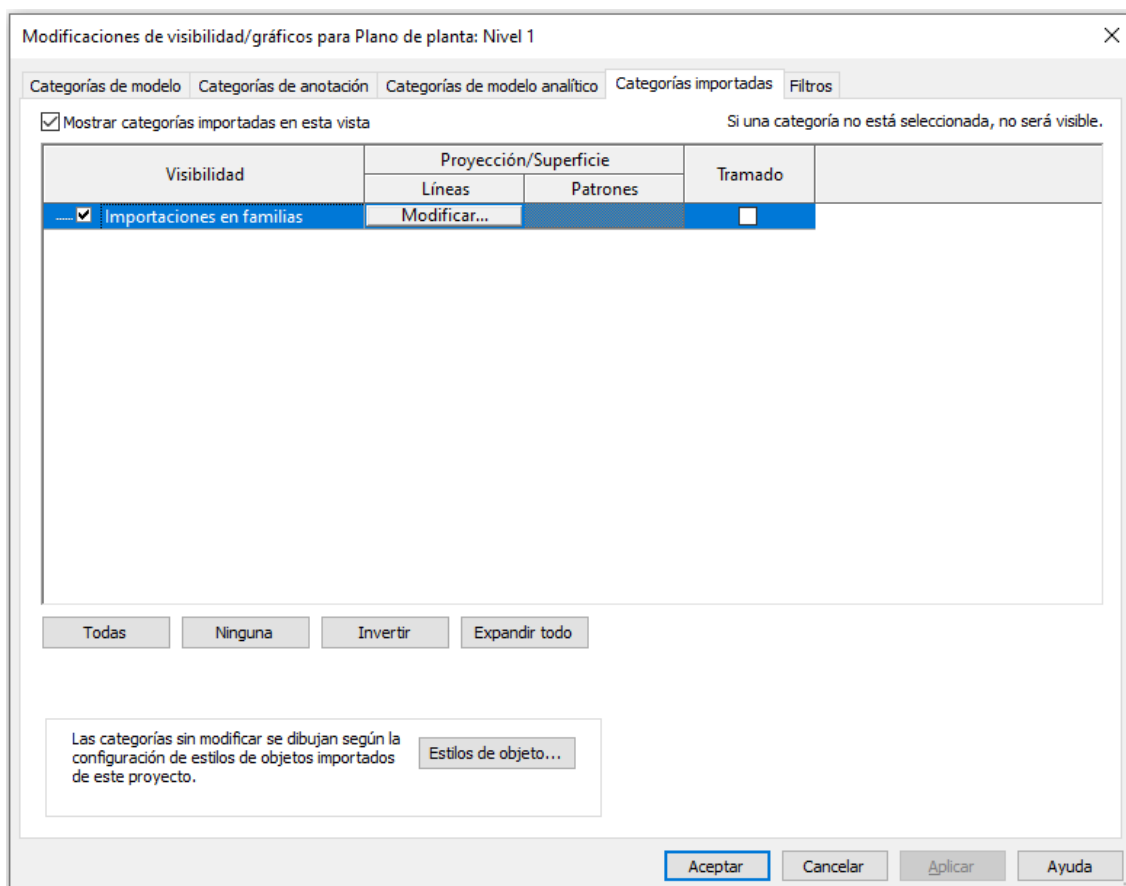 Modificaciones de visibilidad/gráficos para Plano de planta: Nivel 1
Categorías de modelo Categorías de anotación Categorías de modelo analítico Categorías importadas Filtros
Mostrar categorías importadas en esta vista
Si una categoría no está seleccionada, no será visible.
Visibilidad
Proyección/Superficie
Líneas
Patrones
Tramado
Importaciones en familias
Modificar...
Todas
Ninguna
Invertir
Expandir todo
Las categorías sin modificar se dibujan según la
configuración de estilos de objetos importados
de este proyecto.
Estilos de objeto...
Aceptar
Cancelar
Aplicar
Ayuda